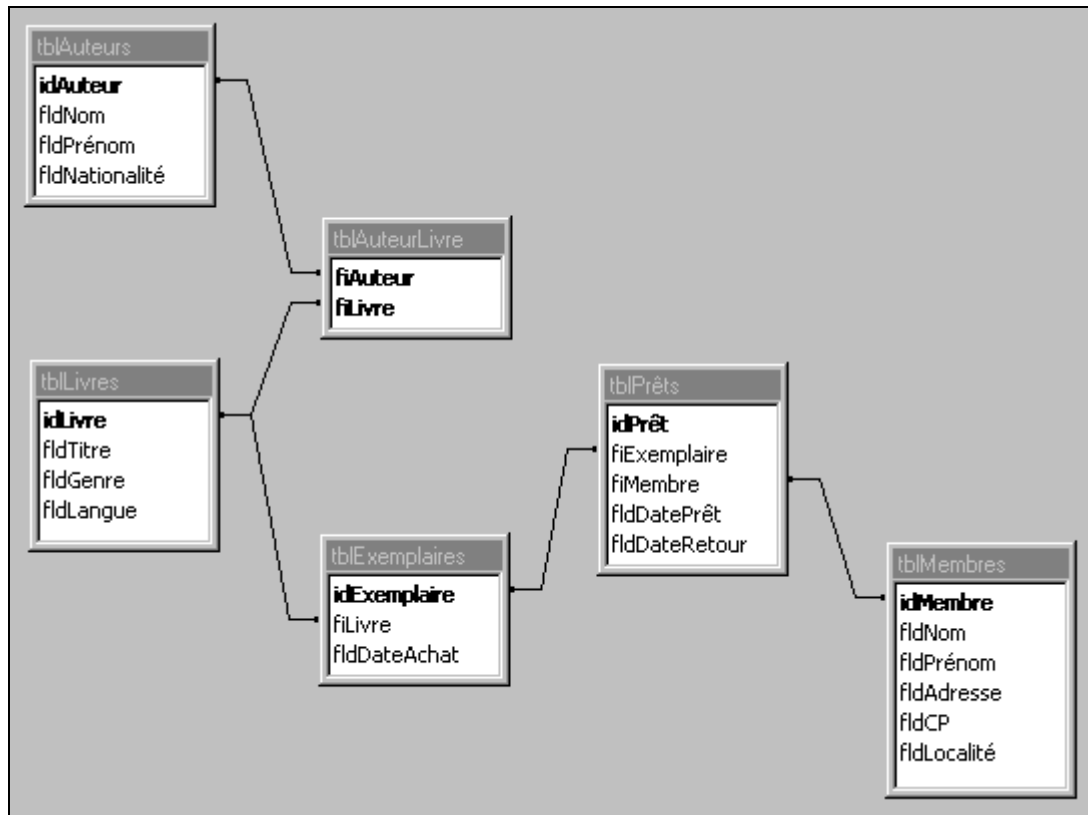 tblAuteurs
idAuteur
fldNom
fldPrénom
fldNationalité
tblAuteurLivre
fiAuteur
fiLivre
tblLivres
idLivre
fldTitre
fldGenre
fldLangue
tblExemplaires
idExemplaire
fiLivre
fldDateAchat
tblPrêts
idPrêt
fiExemplaire
fiMembre
fldDatePrêt
fldDateRetour
tblMembres
idMembre
fldNom
fldPrénom
fldAdresse
fldCP
fldLocalité